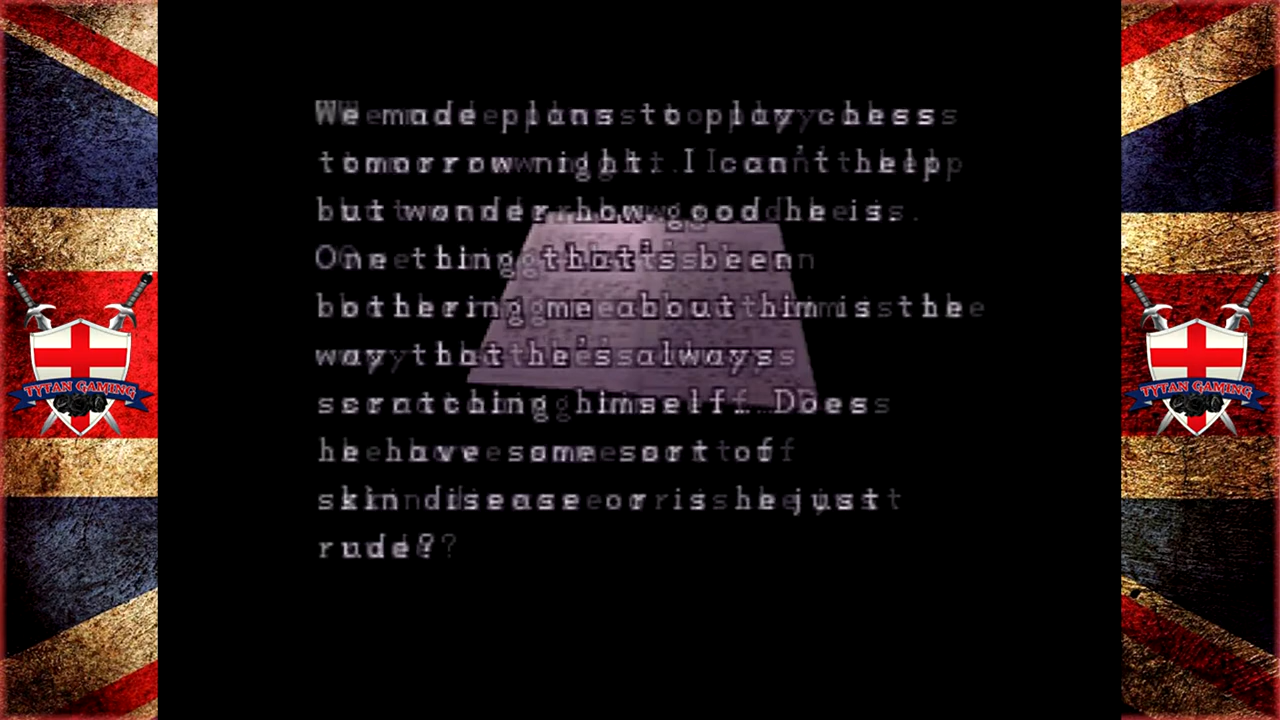 We made plans to play chess
tomorrow night. I can't help
but wonder how good he is.
One thing that's been
bothering me about him is the
way that he's always
scratching himself... Does
he have some sort of
skin disease or is he just
rude?
TYTAN GAMING
TYTAN GAMING